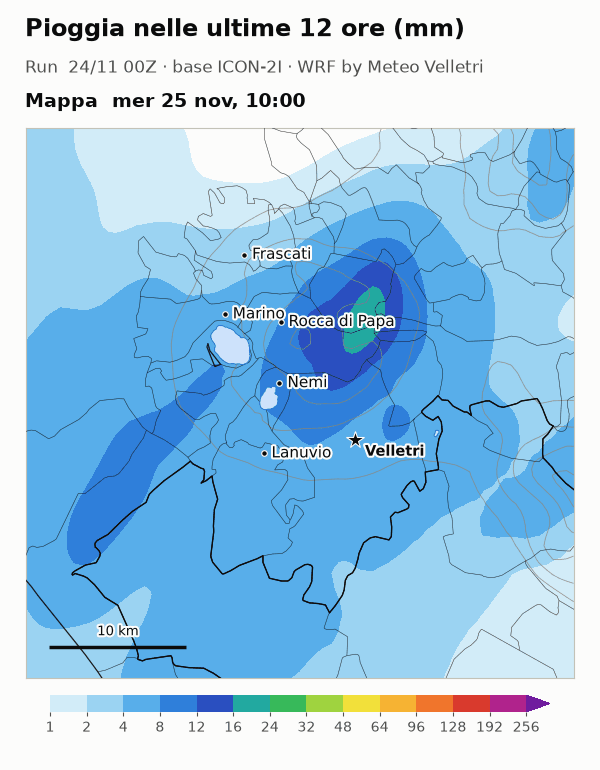 Pioggia nelle ultime 12 ore (mm)
Run  24/11 00Z · base ICON-2I · WRF by Meteo Velletri
Mappa  mer 25 nov, 10:00
Frascati
Marino
Rocca di Papa
Nemi
Velletri
Lanuvio
10 km
1 2 4 8 12 16 24 32 48 64 96 128 192 256